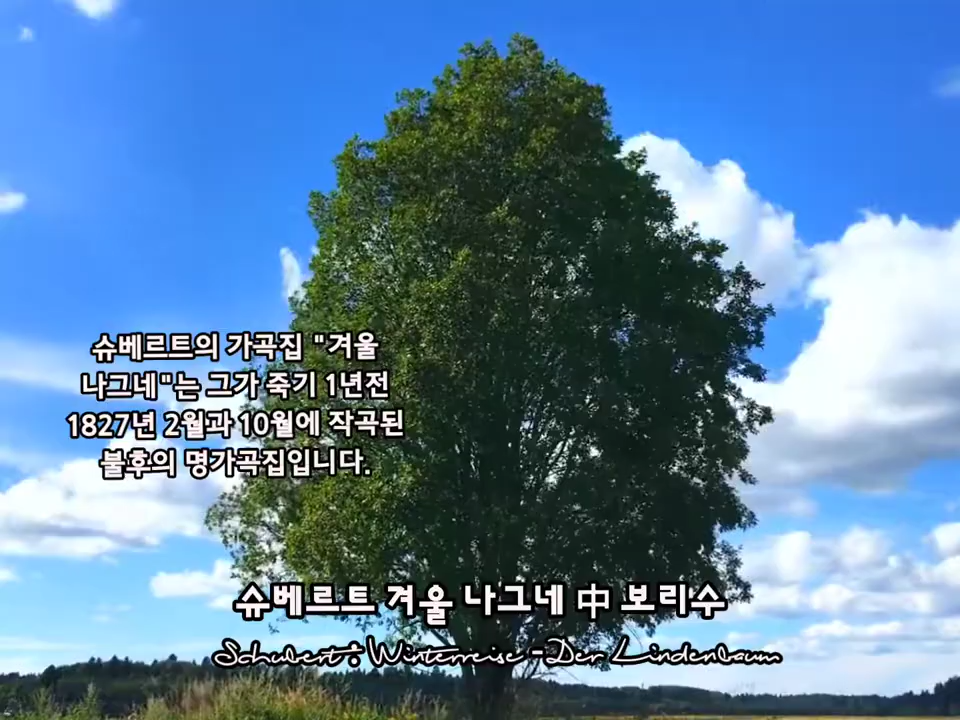 슈베르트의 가곡집 "겨울
나그네"는 그가 죽기 1년전
1827년 2월과 10월에 작곡된
불후의 명가곡집입니다.
슈베르트 겨울 나그네 中 보리수
Schubert : Winterreise - Der Lindenbaum